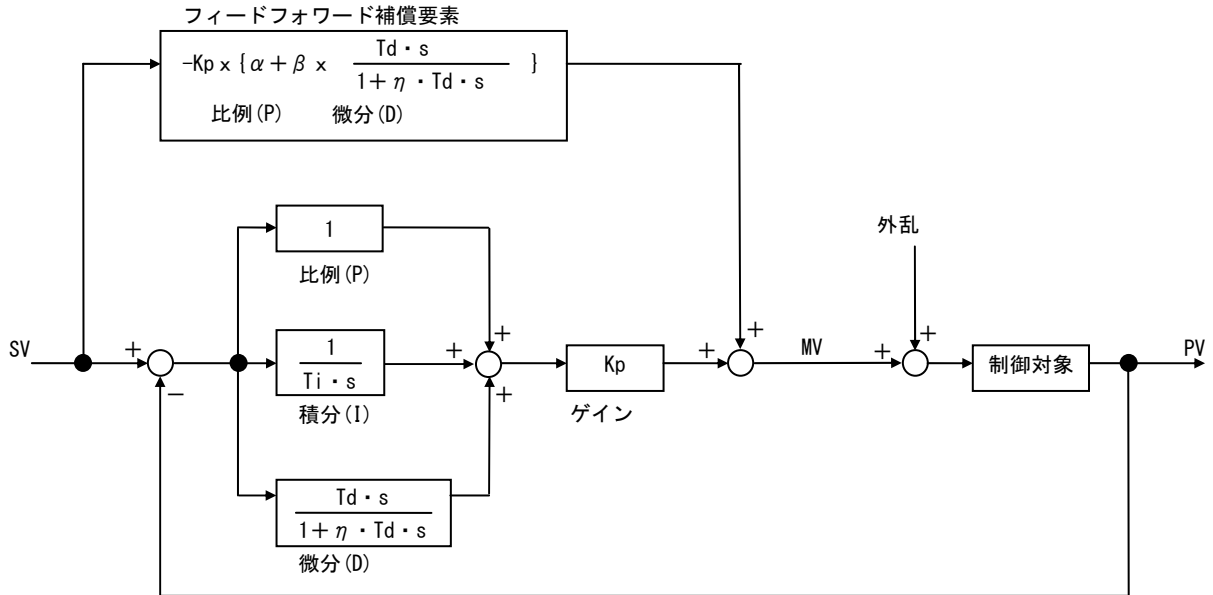 フィードフォワード補償要素
-Kp x {α+β x Td・s / 1+η・Td・s }
比例(P) 微分(D)
1
比例(P)
外乱
SV
+
-
1 / Ti・s
積分(I)
+
+
+
Kp
ゲイン
+
+
MV
+
+
制御対象
PV
Td・s / 1+η・Td・s
微分(D)